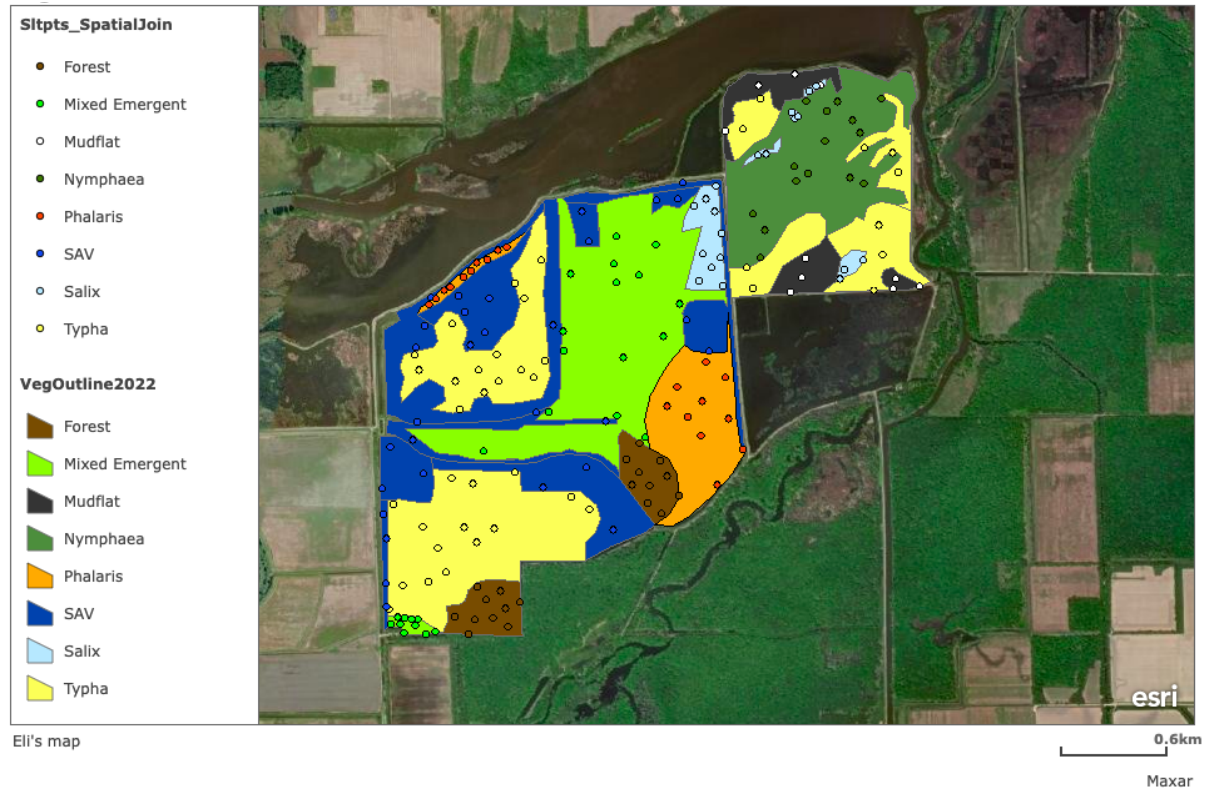 Sltpts_SpatialJoin
Forest
Mixed Emergent
Mudflat
Nymphaea
Phalaris
SAV
Salix
Typha
VegOutline2022
Forest
Mixed Emergent
Mudflat
Nymphaea
Phalaris
SAV
Salix
Typha
esri
Eli's map
0.6km
Maxar